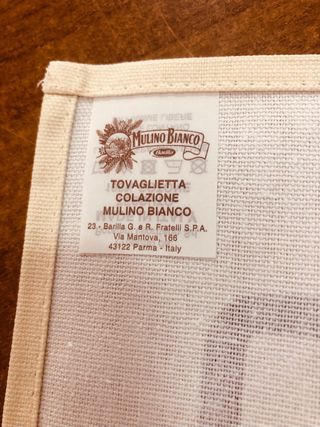 MULINO BIANCO
Barilla
TOVAGLIETTA
COLAZIONE
MULINO BIANCO
23 - Barilla G. e R. Fratelli S.P.A.
Via Mantova, 166
43122 Parma - Italy